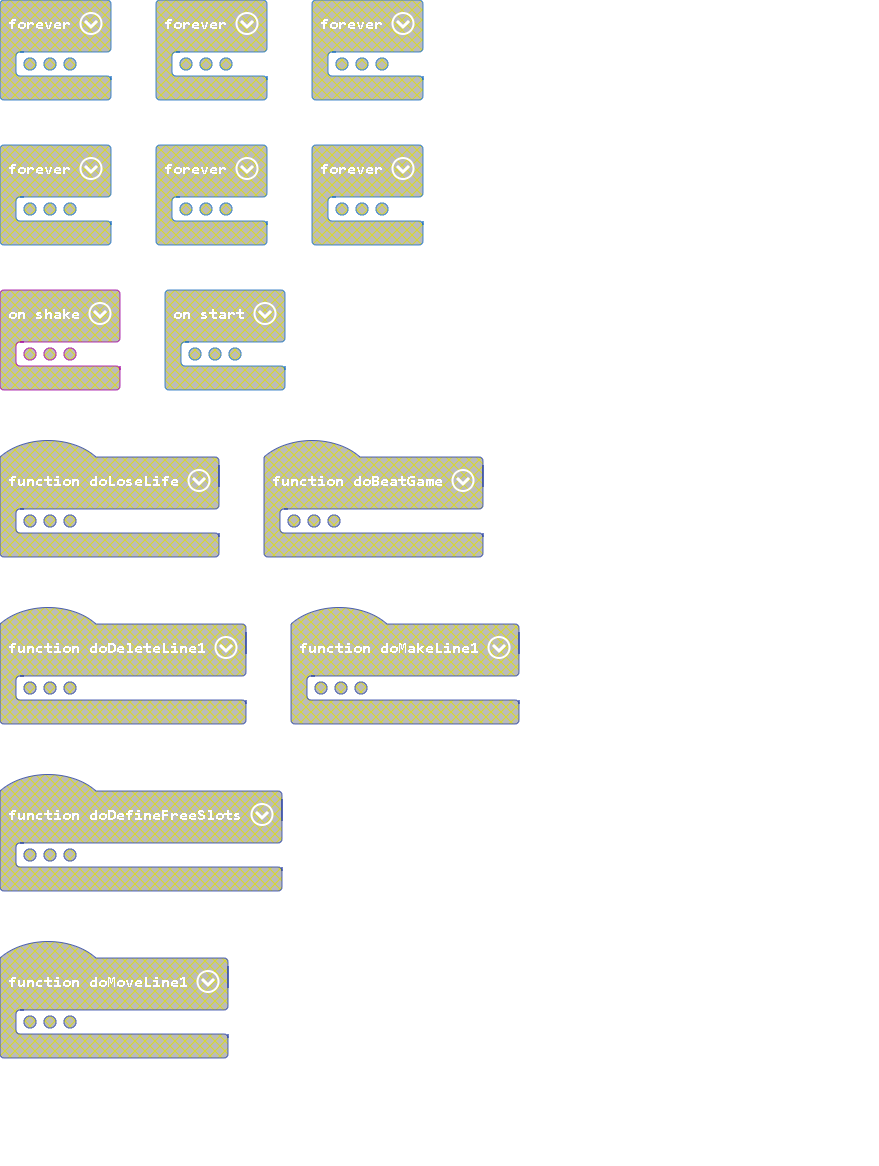 forever forever forever
forever forever forever
on shake on start
function doLoseLife function doBeatGame
function doDeleteLine1 function doMakeLine1
function doDefineFreeSlots
function doMoveLine1